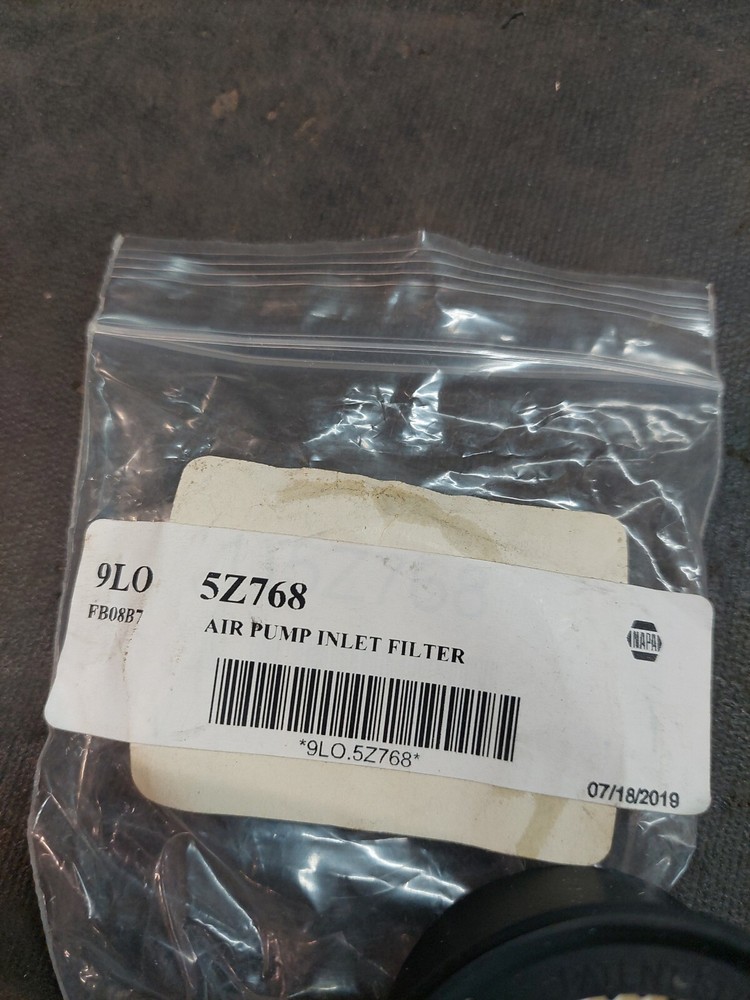 9LO
5Z768
FB08B7
AIR PUMP INLET FILTER
NAPA
*9LO.5Z768*
07/18/2019